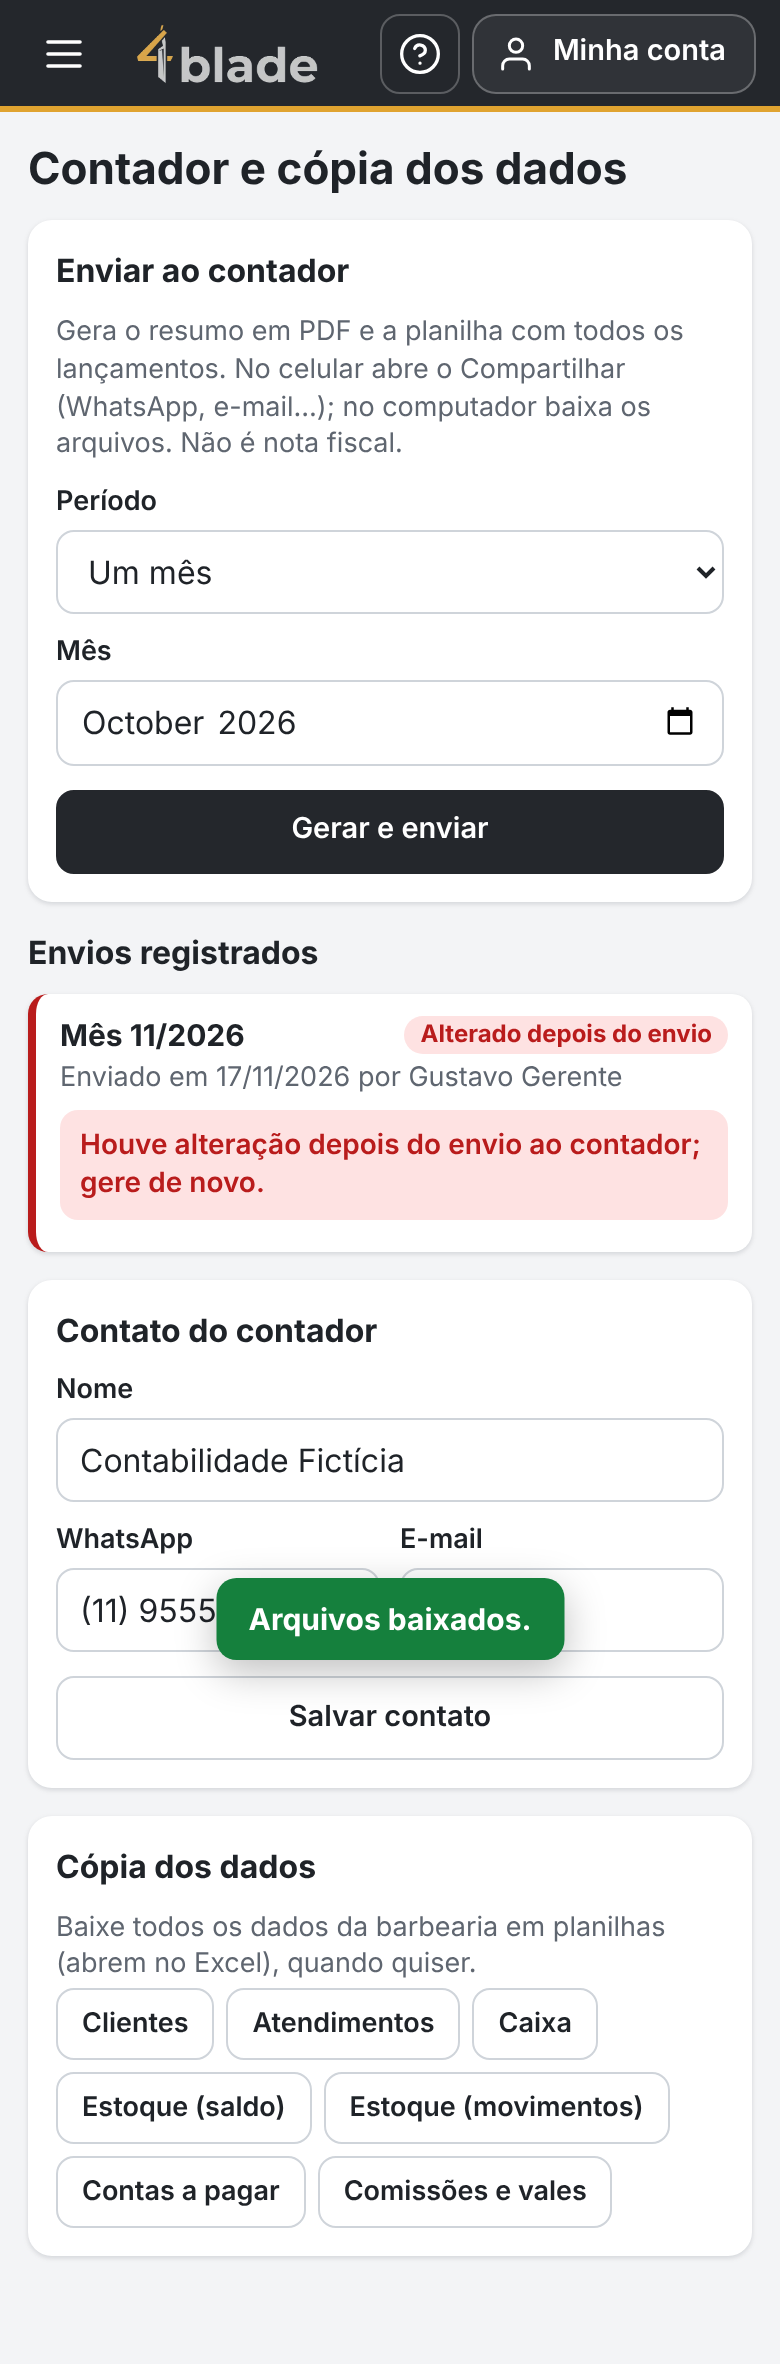 4blade
Minha conta
Contador e cópia dos dados
Enviar ao contador
Gera o resumo em PDF e a planilha com todos os
lançamentos. No celular abre o Compartilhar
(WhatsApp, e-mail...); no computador baixa os
arquivos. Não é nota fiscal.
Período
Um mês
Mês
October 2026
Gerar e enviar
Envios registrados
Mês 11/2026
Alterado depois do envio
Enviado em 17/11/2026 por Gustavo Gerente
Houve alteração depois do envio ao contador;
gere de novo.
Contato do contador
Nome
Contabilidade Fictícia
WhatsApp
E-mail
(11) 9555
Arquivos baixados.
Salvar contato
Cópia dos dados
Baixe todos os dados da barbearia em planilhas
(abrem no Excel), quando quiser.
Clientes
Atendimentos
Caixa
Estoque (saldo)
Estoque (movimentos)
Contas a pagar
Comissões e vales